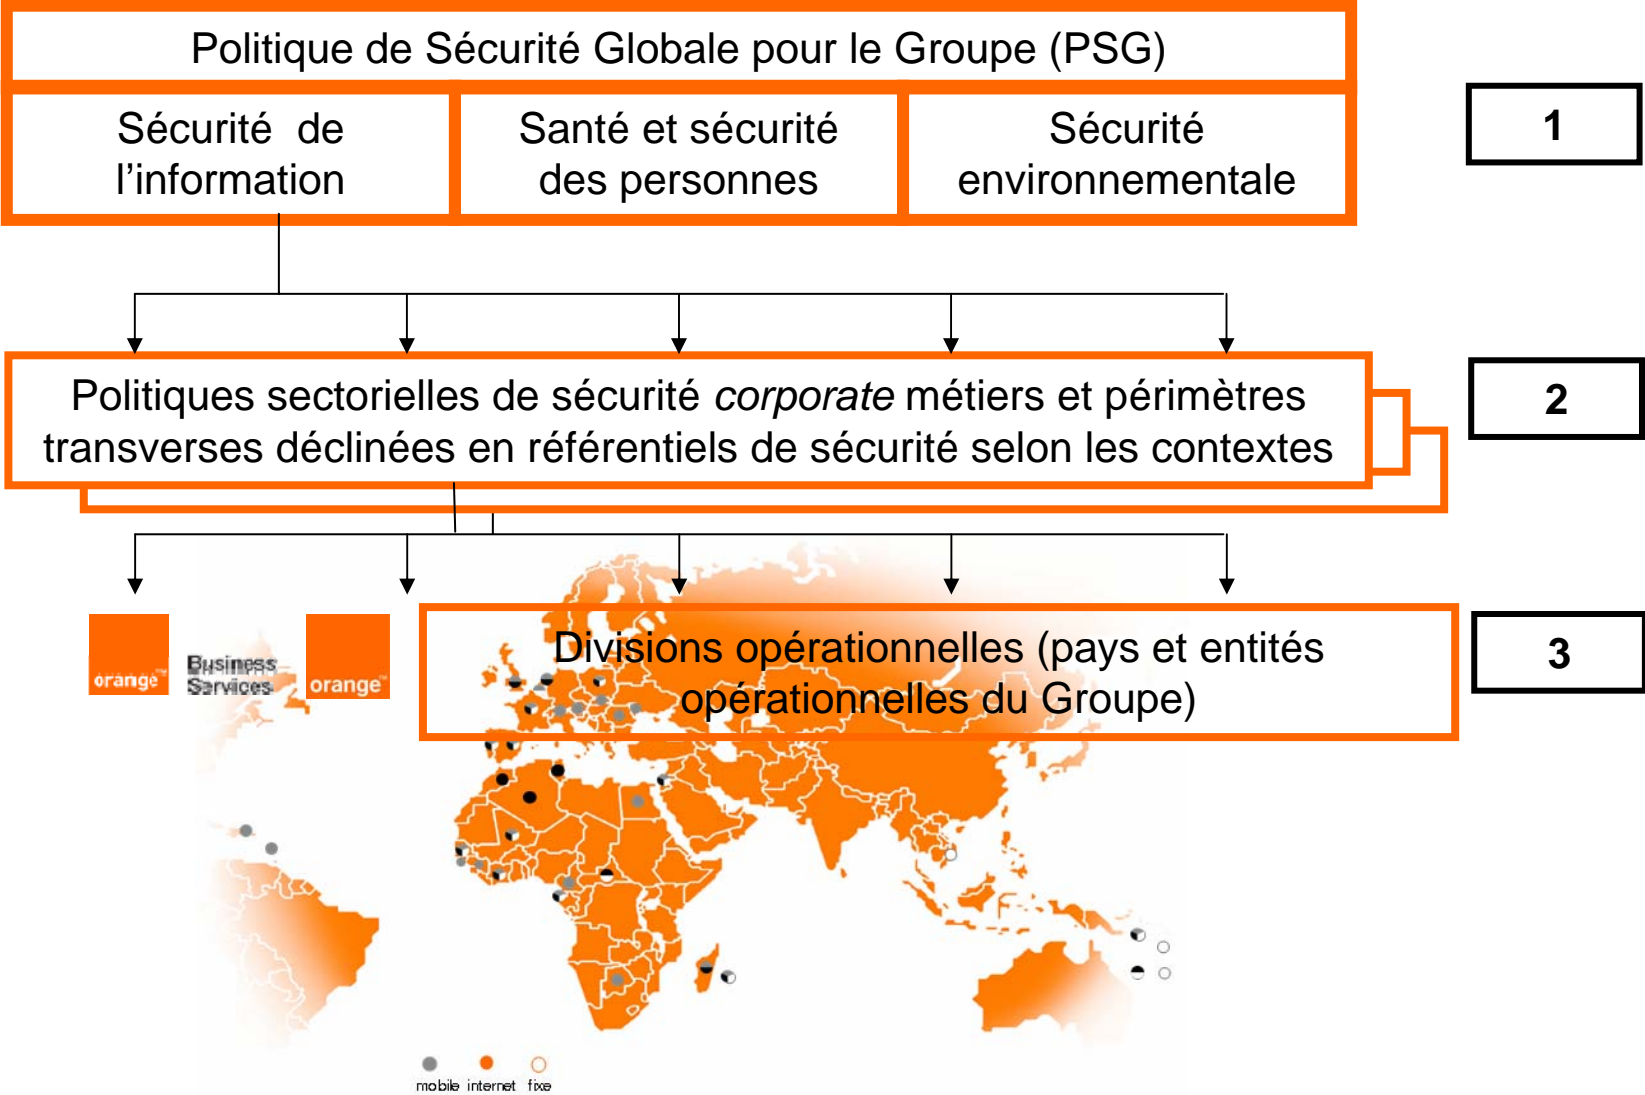 Politique de Sécurité Globale pour le Groupe (PSG)
Sécurité de
l'information
Santé et sécurité
des personnes
Sécurité
environnementale
1
Politiques sectorielles de sécurité corporate métiers et périmètres
transverses déclinées en référentiels de sécurité selon les contextes
2
orange™
Business
Services
orange™
Divisions opérationnelles (pays et entités
opérationnelles du Groupe)
3
mobile internet fixe